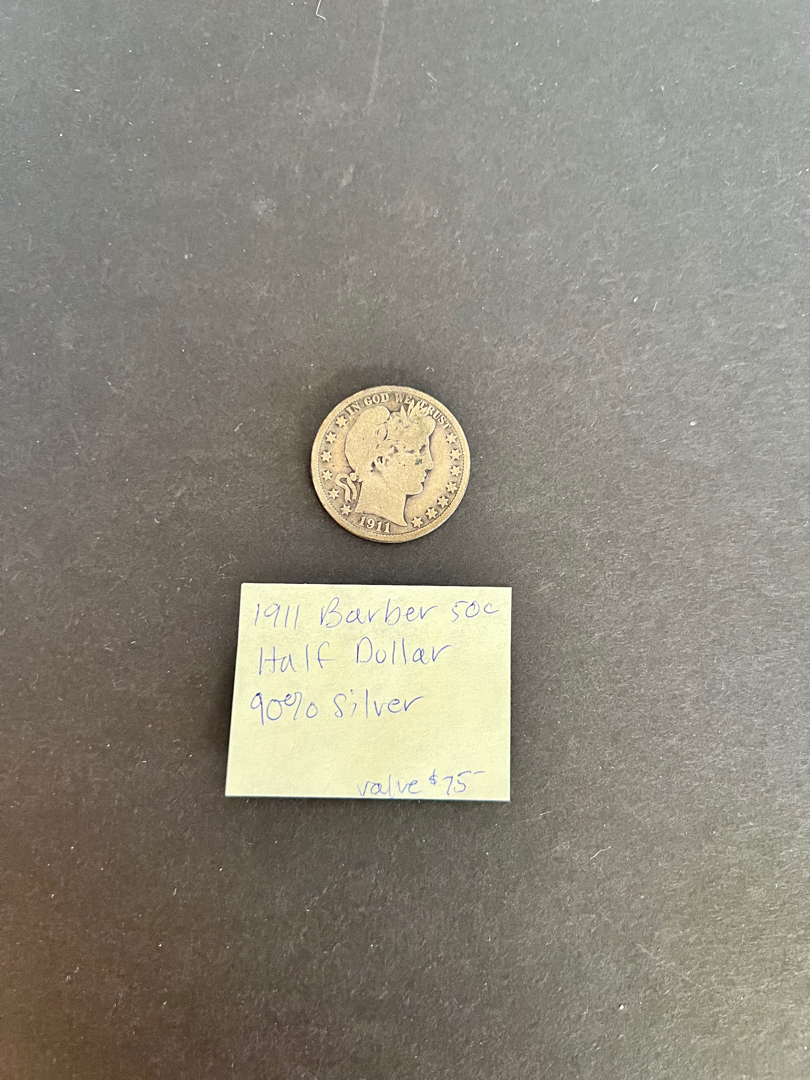 IN GOD WE TRUST
1911
1911 Barber 50c
Half Dollar
90% Silver
value $75-